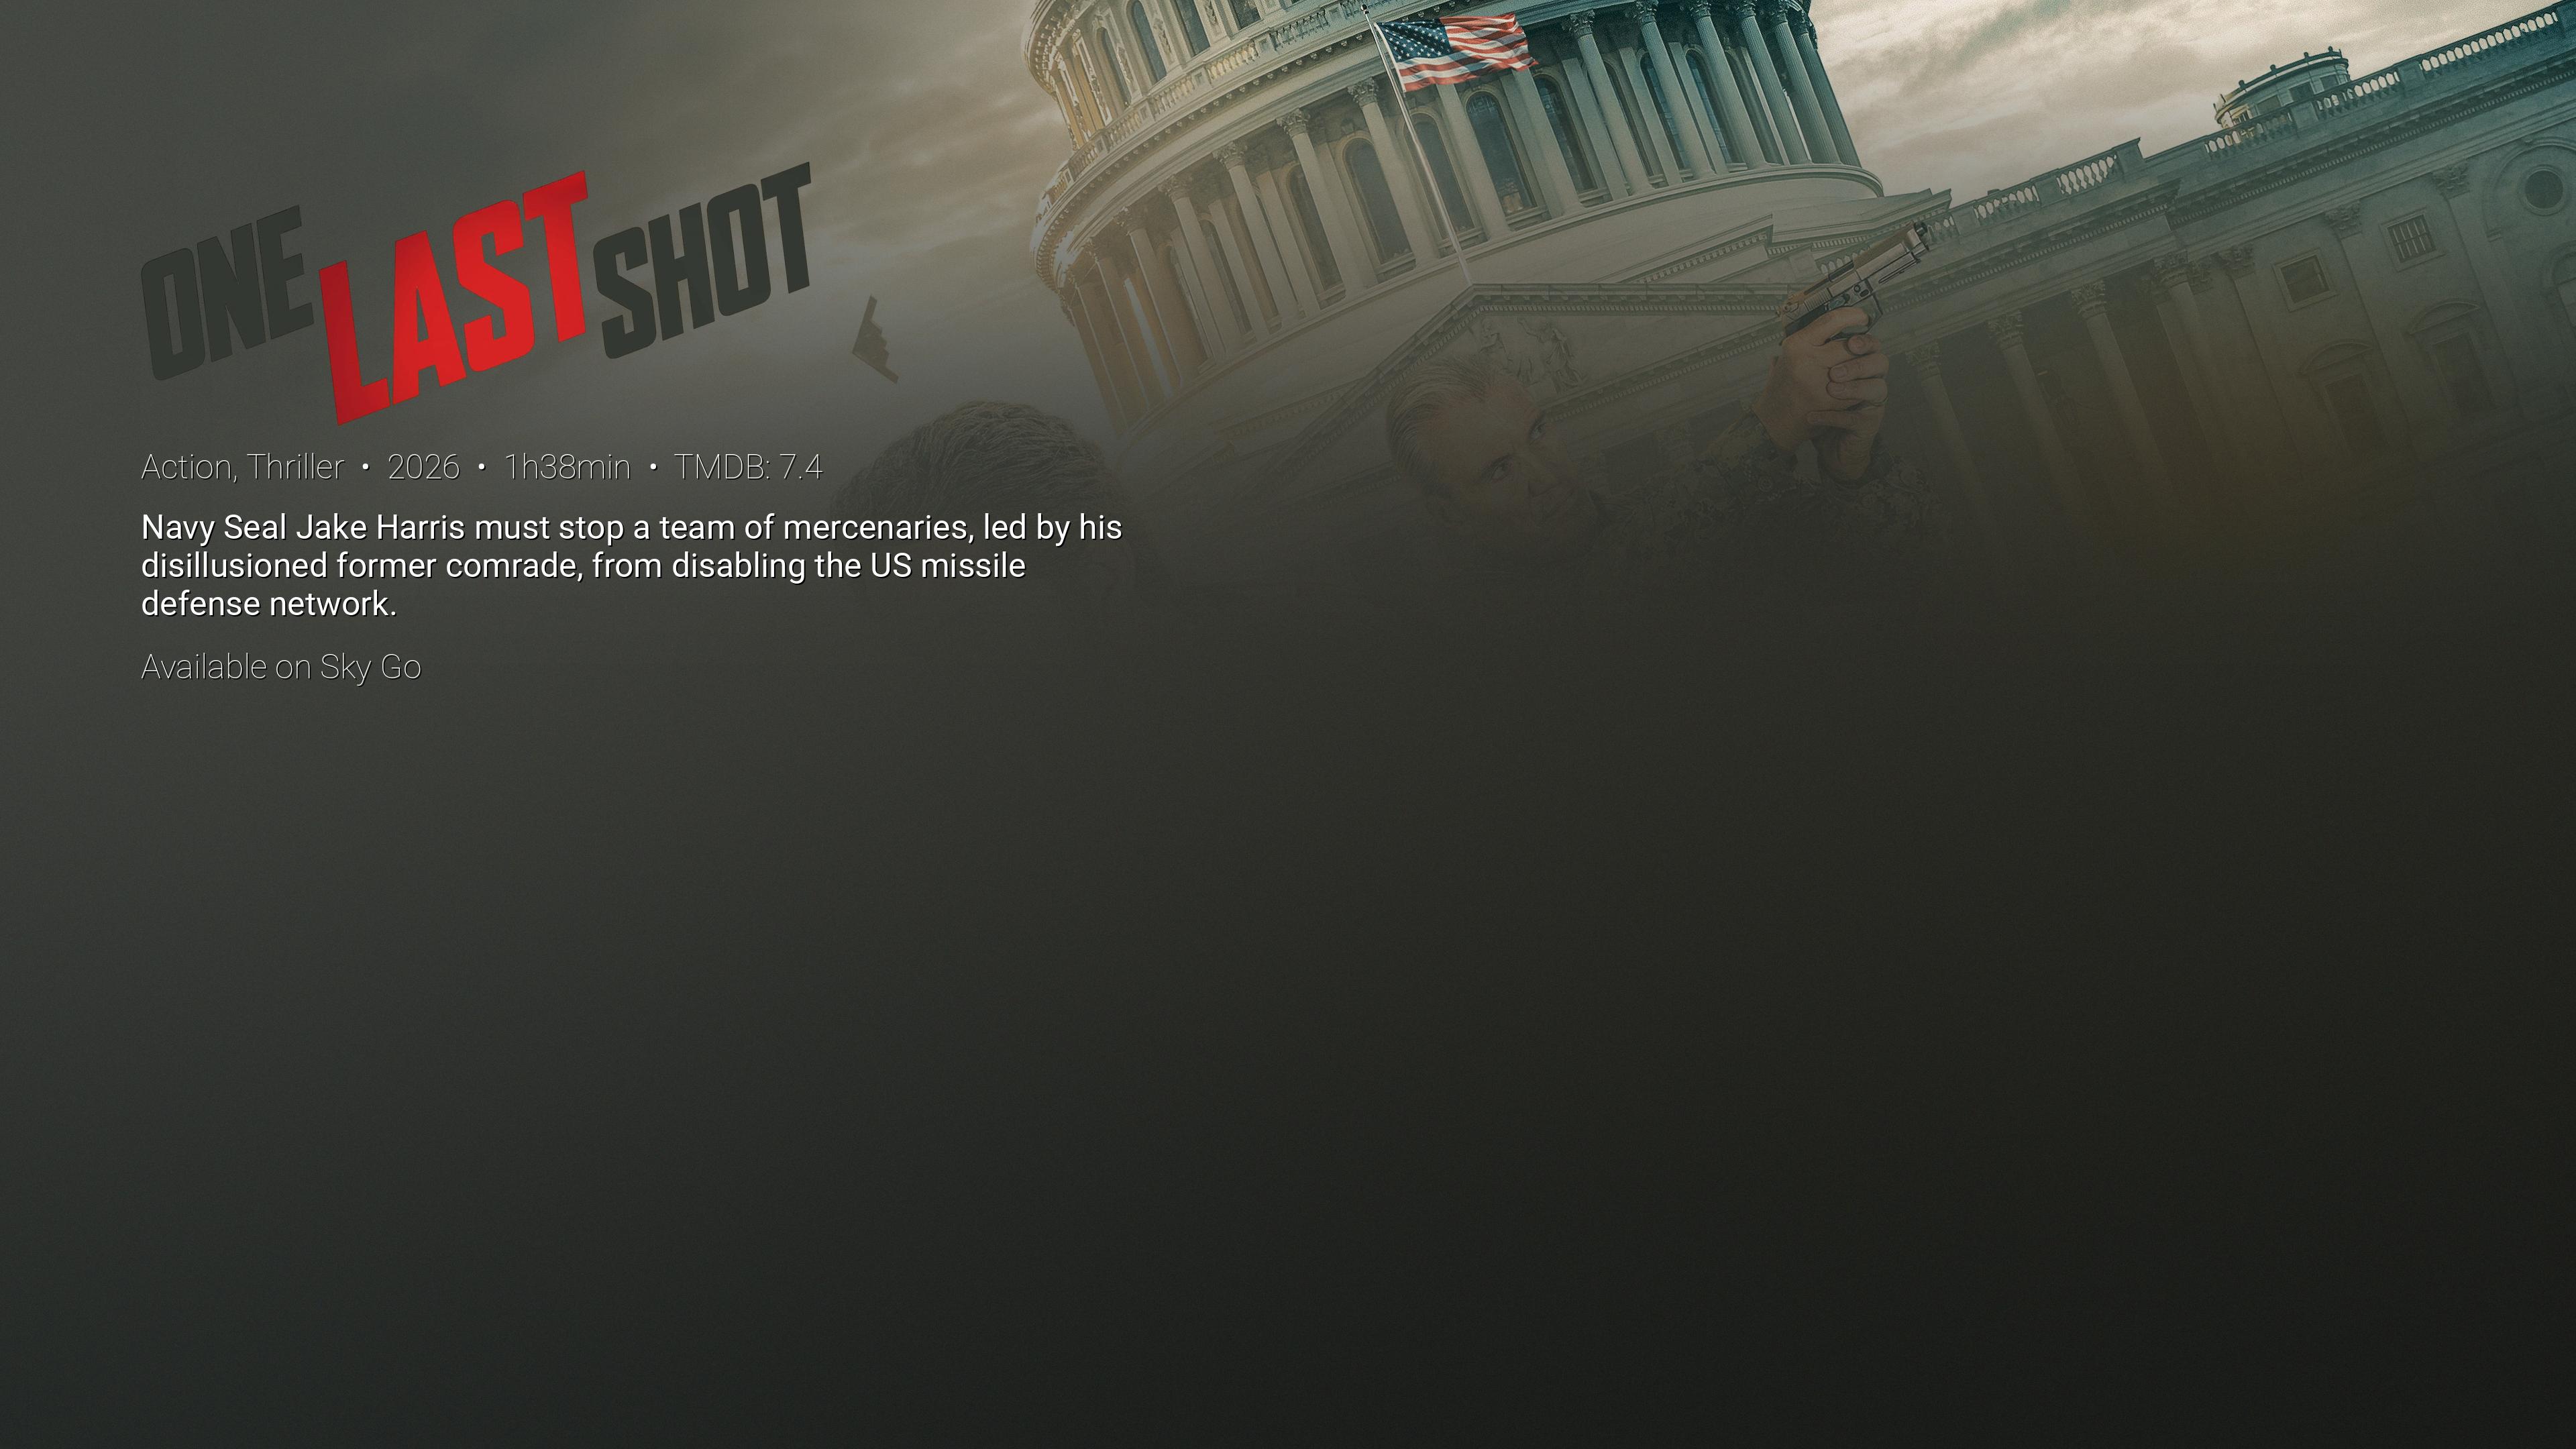 ONE LAST SHOT
Action, Thriller • 2026 • 1h38min • TMDB: 7.4
Navy Seal Jake Harris must stop a team of mercenaries, led by his
disillusioned former comrade, from disabling the US missile
defense network.
Available on Sky Go